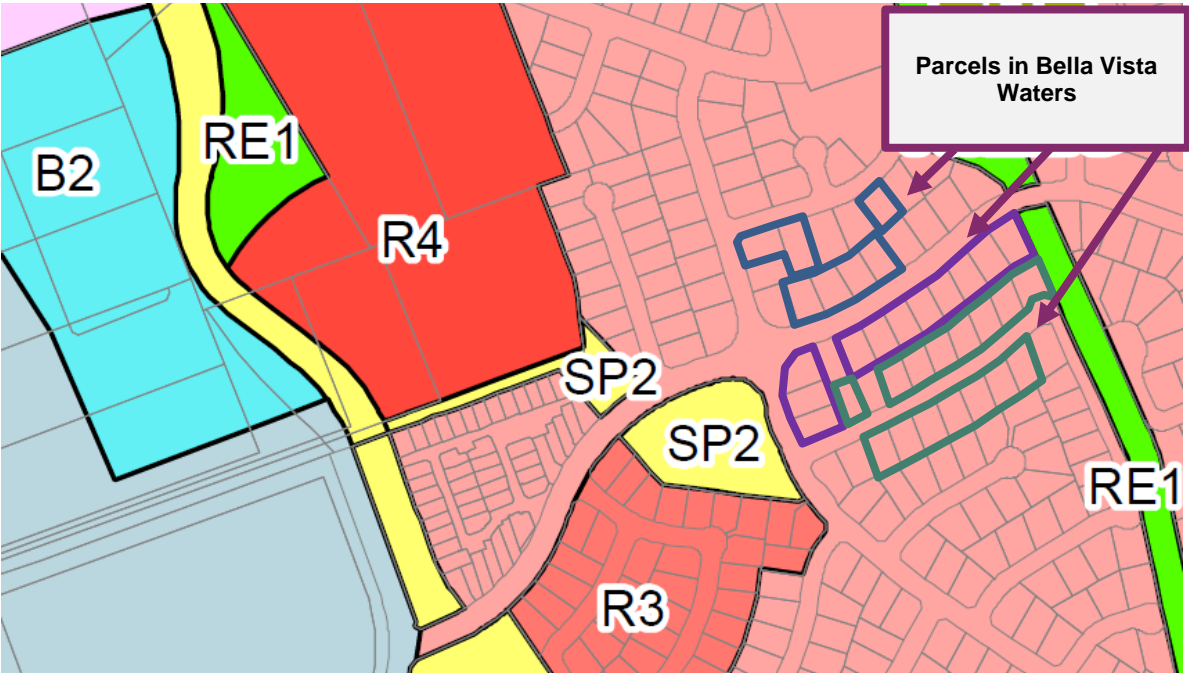 Parcels in Bella Vista
Waters
RE1
B2
R4
SP2
SP2
RE1
R3